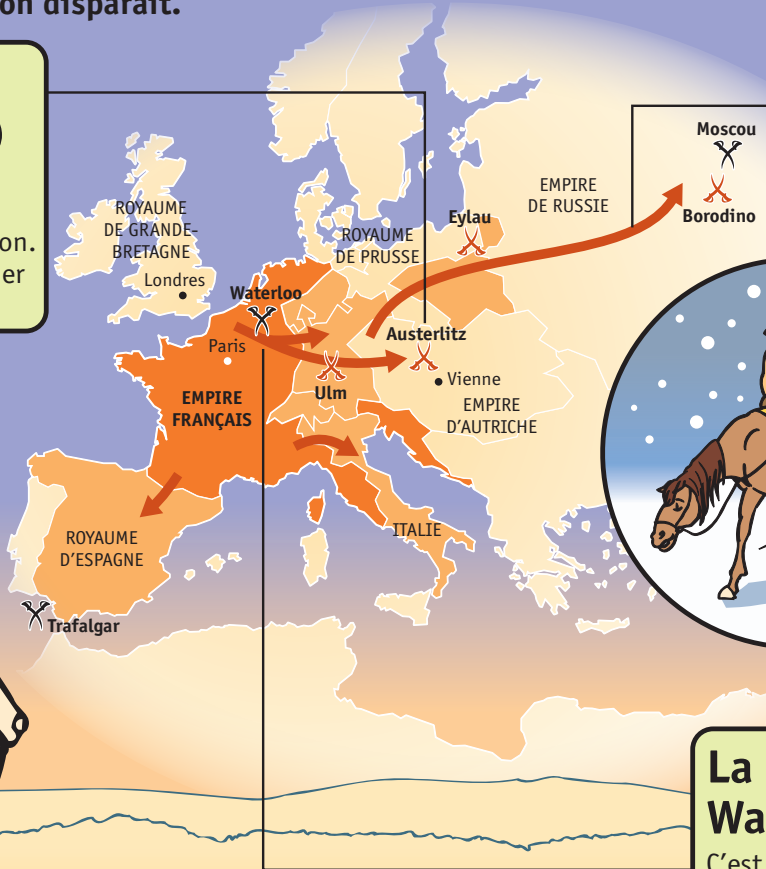 on disparaît.
)
on.
er
ROYAUME
DE GRANDE-
BRETAGNE
Londres
Waterloo
Paris
EMPIRE
FRANÇAIS
Ulm
ROYAUME
DE PRUSSE
Eylau
EMPIRE
DE RUSSIE
Moscou
Borodino
Austerlitz
Vienne
EMPIRE
D'AUTRICHE
ITALIE
ROYAUME
D'ESPAGNE
Trafalgar
La
Wa
C'est